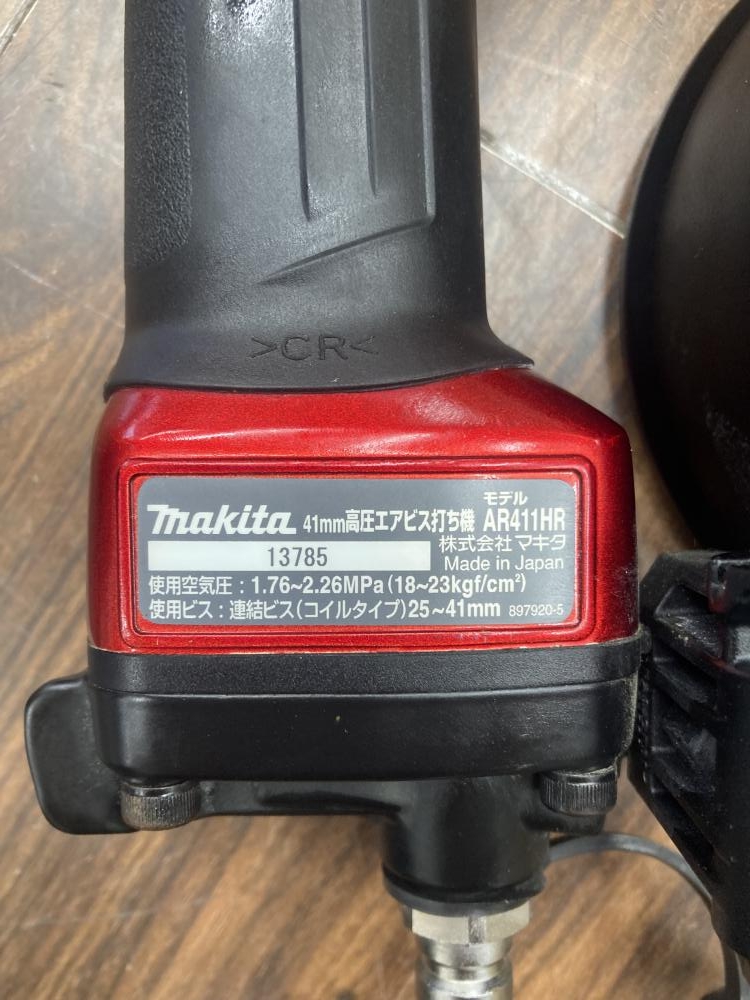 >CR<
makita 41mm高圧エアビス打ち機 モデル AR411HR
13785 株式会社マキタ
Made in Japan
使用空気圧：1.76~2.26MPa(18~23kgf/cm²)
使用ビス：連結ビス(コイルタイプ)25~41mm 897920-5